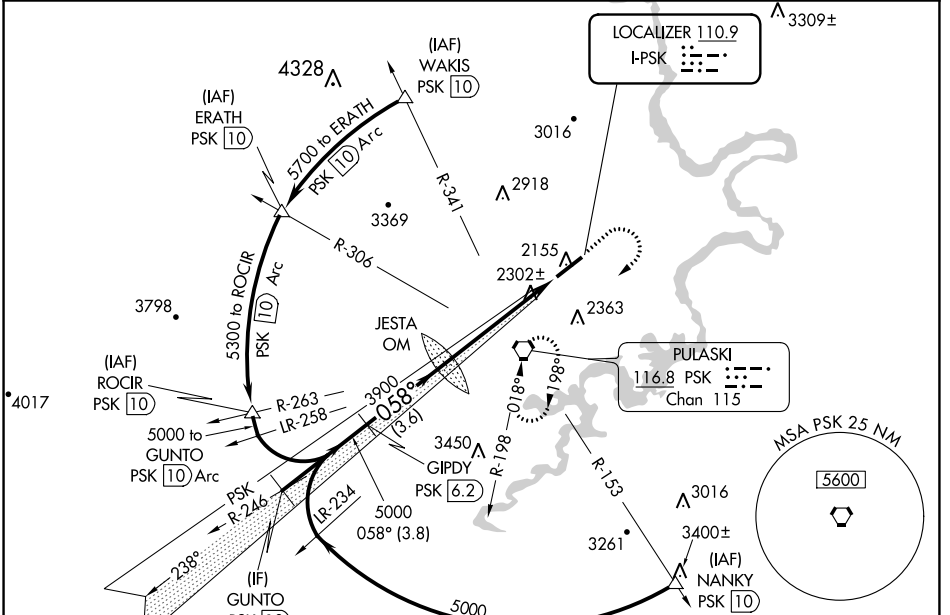 3309±
LOCALIZER 110.9
I-PSK
(IAF)
WAKIS
PSK 10
4328
(IAF)
ERATH
PSK 10
5700 to ERATH
PSK 10 Arc
3016
R-341
2918
3369
R-306
2155
2302±
5300 to ROCIR
PSK 10 Arc
3798
2363
JESTA
OM
PULASKI
116.8 PSK
Chan 115
(IAF)
ROCIR
PSK 10
4017
R-263
LR-258
3900
058°
(3.6)
018°
198°
5000 to
GUNTO
PSK 10 Arc
3450
GIPDY
PSK 6.2
R-198
R-153
MSA PSK 25 NM
5600
PSK
R-246
LR-234
5000
058° (3.8)
3016
3400±
3261
238°
(IF)
GUNTO
(IAF)
NANKY
PSK 10
5000